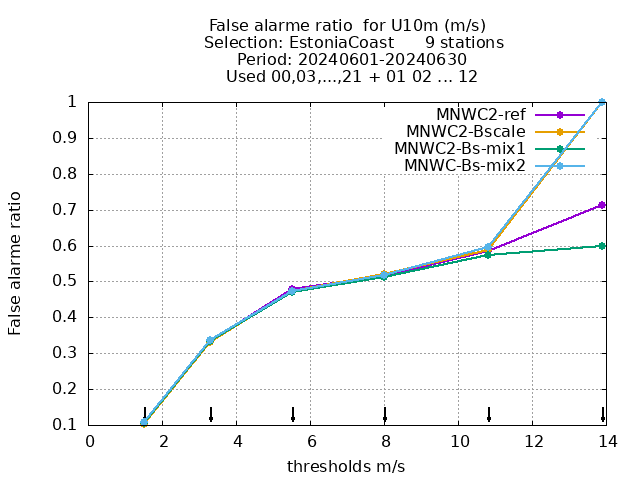 False alarme ratio  for U10m (m/s)
Selection: EstoniaCoast      9 stations
Period: 20240601-20240630
Used 00,03,...,21 + 01 02 ... 12
MNWC2-ref
MNWC2-Bscale
MNWC2-Bs-mix1
MNWC-Bs-mix2
False alarme ratio
1
0.9
0.8
0.7
0.6
0.5
0.4
0.3
0.2
0.1
0 2 4 6 8 10 12 14
thresholds m/s